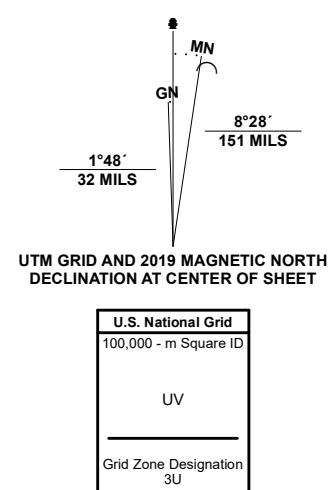 MN
GN
8°28´
151 MILS
1°48´
32 MILS
UTM GRID AND 2019 MAGNETIC NORTH
DECLINATION AT CENTER OF SHEET
U.S. National Grid
100,000 - m Square ID
UV
Grid Zone Designation
3U